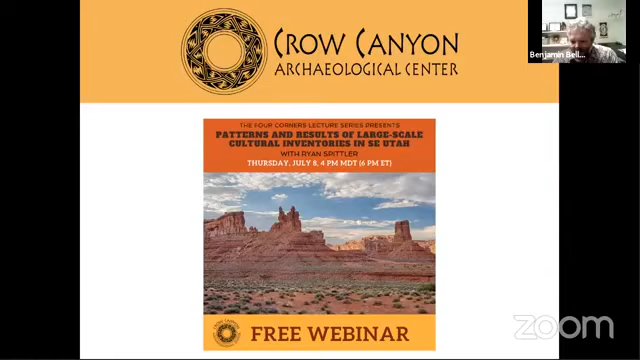 CROW CANYON
ARCHAEOLOGICAL CENTER
Benjamin Bell...
THE FOUR CORNERS LECTURE SERIES PRESENTS
PATTERNS AND RESULTS OF LARGE-SCALE
CULTURAL INVENTORIES IN SE UTAH
WITH RYAN SPITTLER
THURSDAY, JULY 8, 4 PM MDT (6 PM ET)
FREE WEBINAR
zoom